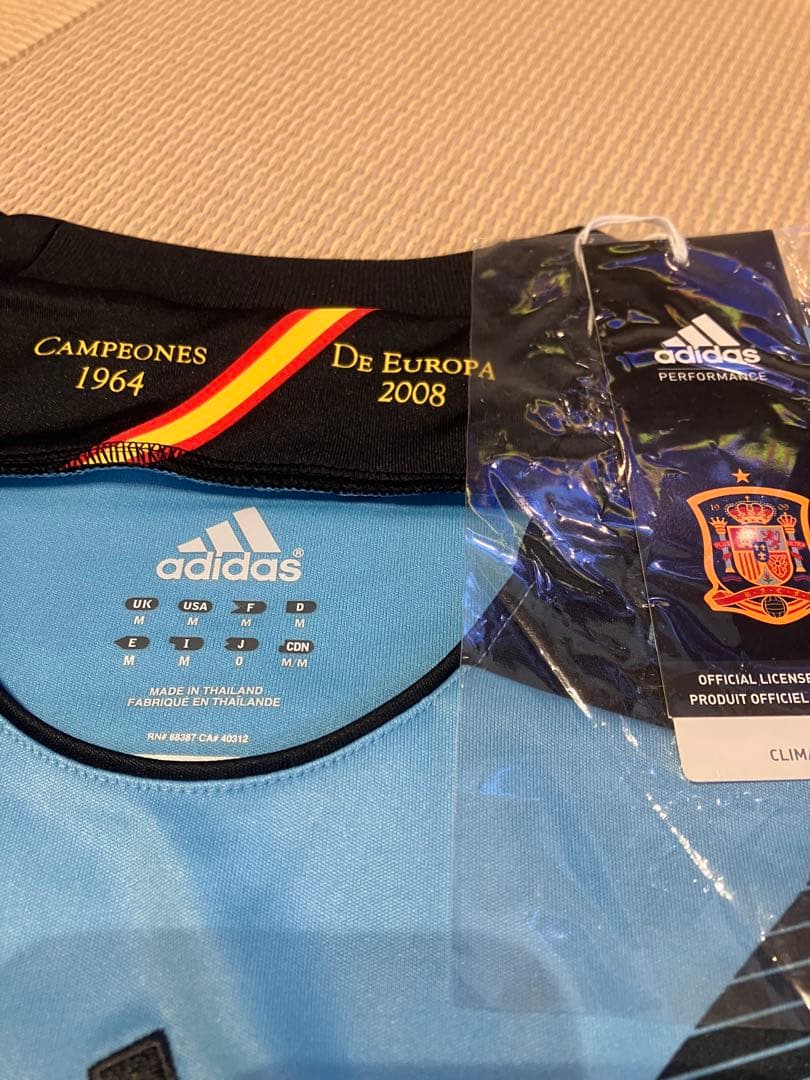 CAMPEONES
1964
DE EUROPA
2008
adidas
PERFORMANCE
adidas®
UK USA F D
M M M M
E I J CDN
M M O M/M
MADE IN THAILAND
FABRIQUÉ EN THAÏLANDE
RN# 88387 CA# 40312
OFFICIAL LICENSE
PRODUIT OFFICIEL
CLIMA